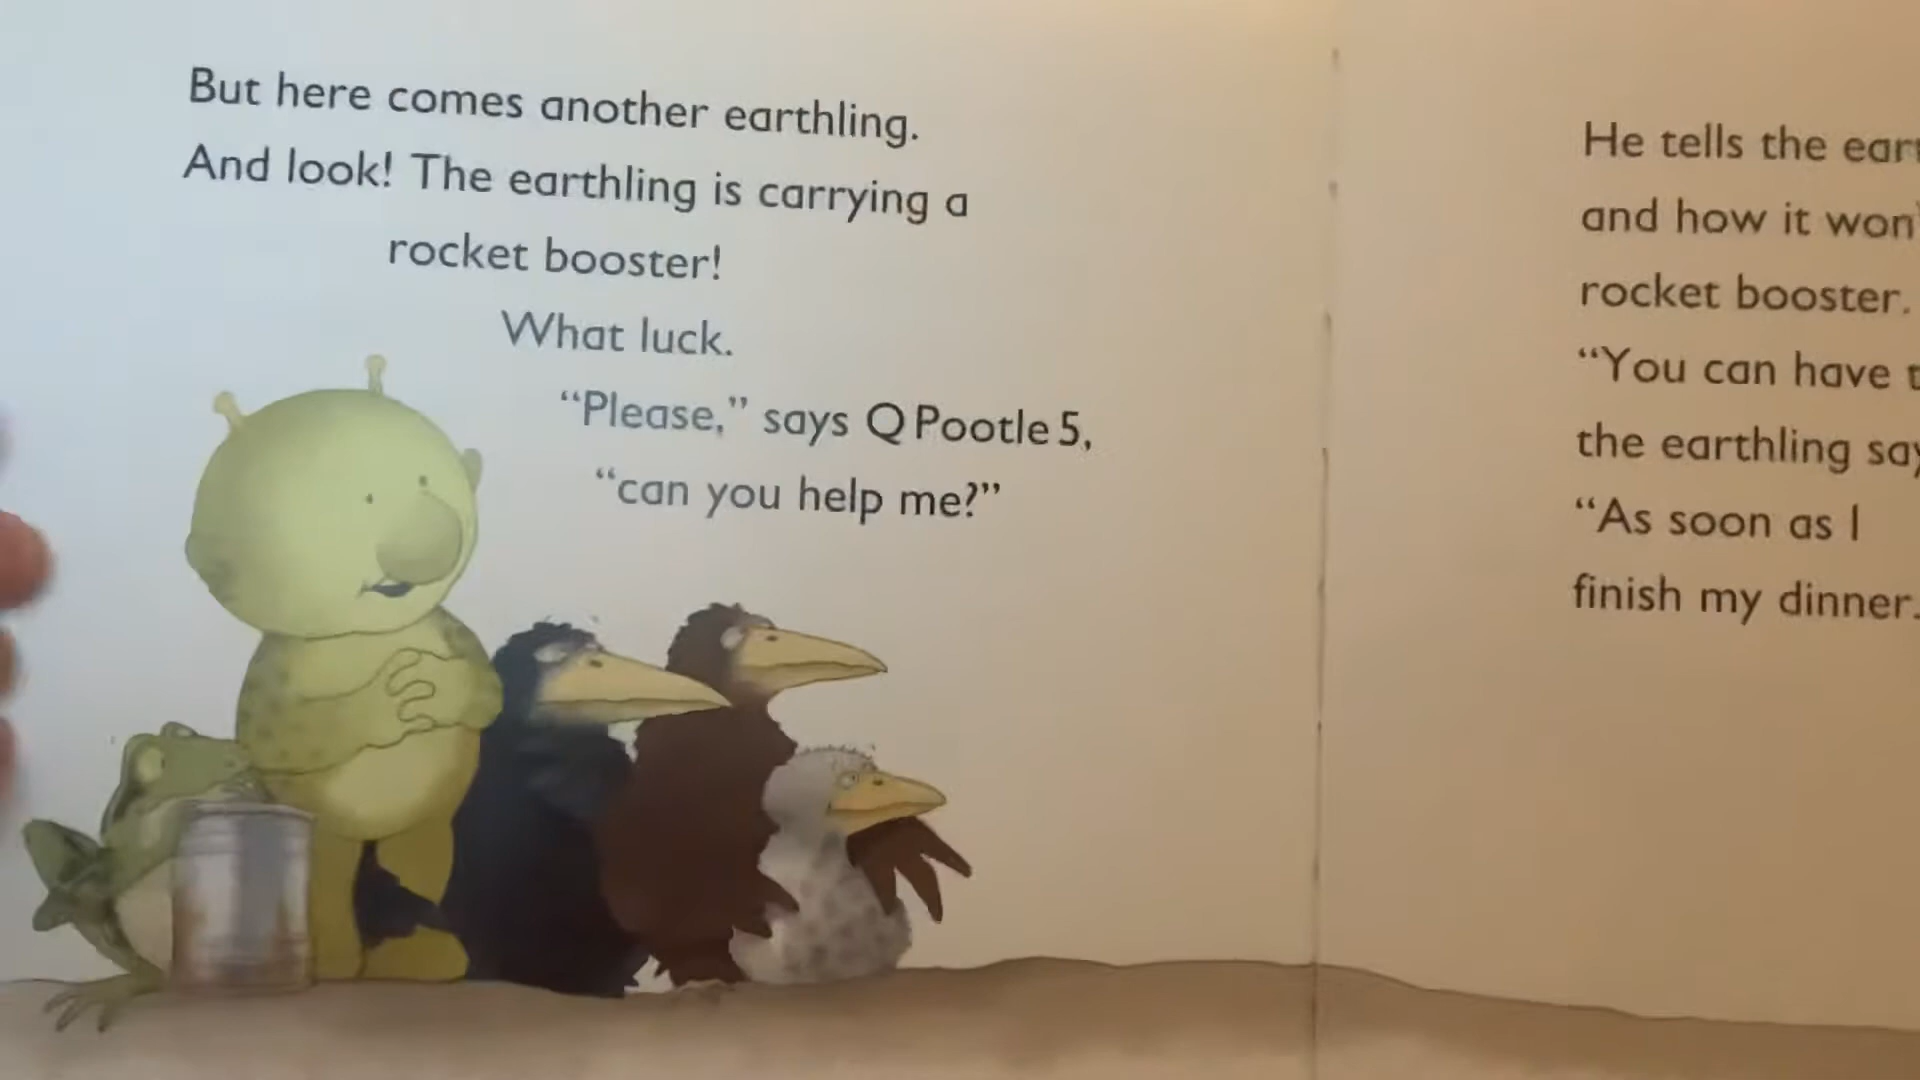 But here comes another earthling.
And look! The earthling is carrying a
rocket booster!
What luck.
“Please,” says Q Pootle 5,
“can you help me?”
He tells the
and how it
rocket booster.
“You can have
the earthling
“As soon as I
finish my dinner.